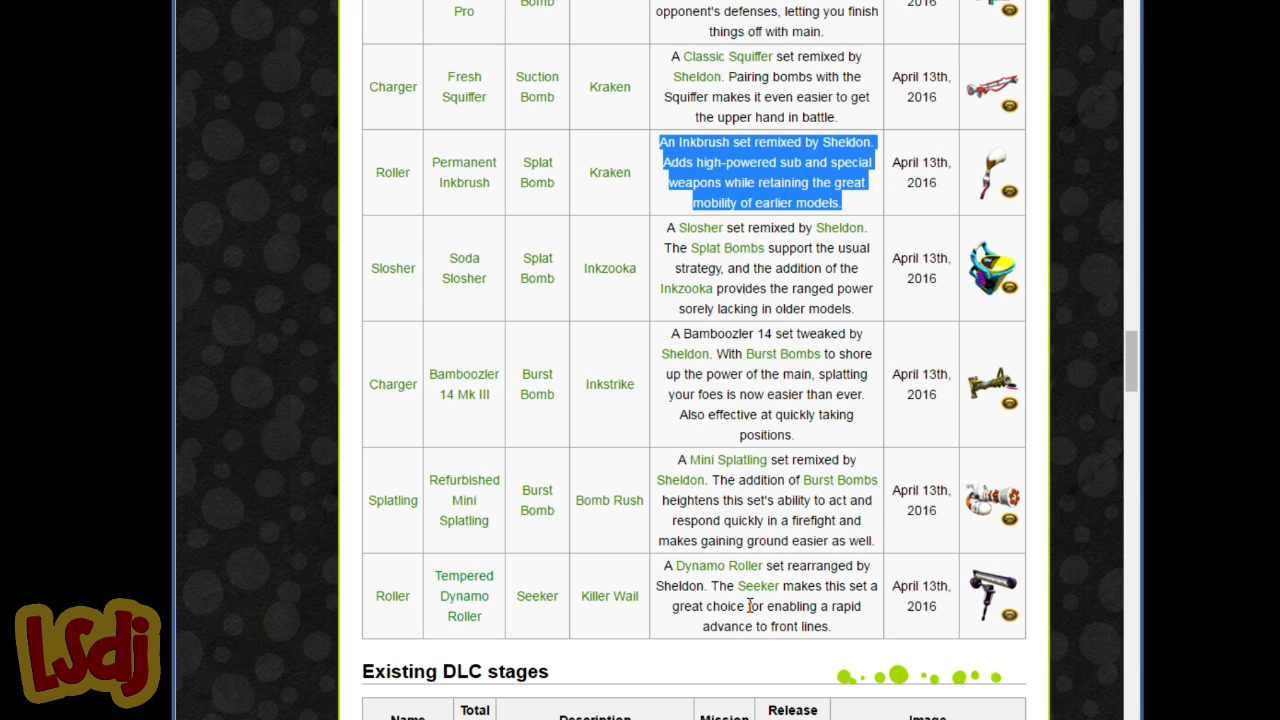 Pro
Bomb
opponent's defenses, letting you finish
things off with main.
2016
Charger
Fresh
Squiffer
Suction
Bomb
Kraken
A Classic Squiffer set remixed by
Sheldon. Pairing bombs with the
Squiffer makes it even easier to get
the upper hand in battle.
April 13th,
2016
Roller
Permanent
Inkbrush
Splat
Bomb
Kraken
An Inkbrush set remixed by Sheldon.
Adds high-powered sub and special
weapons while retaining the great
mobility of earlier models.
April 13th,
2016
Slosher
Soda
Slosher
Splat
Bomb
Inkzooka
A Slosher set remixed by Sheldon.
The Splat Bombs support the usual
strategy, and the addition of the
Inkzooka provides the ranged power
sorely lacking in older models.
April 13th,
2016
Charger
Bamboozler
14 Mk III
Burst
Bomb
Inkstrike
A Bamboozler 14 set tweaked by
Sheldon. With Burst Bombs to shore
up the power of the main, splatting
your foes is now easier than ever.
Also effective at quickly taking
positions.
April 13th,
2016
Splatling
Refurbished
Mini
Splatling
Burst
Bomb
Bomb Rush
A Mini Splatling set remixed by
Sheldon. The addition of Burst Bombs
heightens this set's ability to act and
respond quickly in a firefight and
makes gaining ground easier as well.
April 13th,
2016
Roller
Tempered
Dynamo
Roller
Seeker
Killer Wail
A Dynamo Roller set rearranged by
Sheldon. The Seeker makes this set a
great choice for enabling a rapid
advance to front lines.
April 13th,
2016
Existing DLC stages
Name
Total
Description
Mission
Release
Image
LSdj